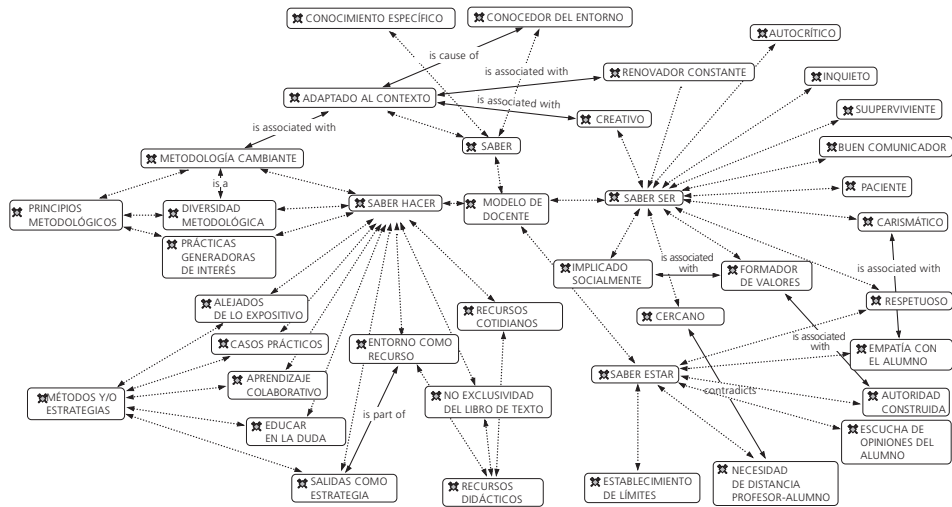 CONOCIMIENTO ESPECÍFICO
CONOCEDOR DEL ENTORNO
AUTOCRÍTICO
is cause of
is associated with
RENOVADOR CONSTANTE
INQUIETO
ADAPTADO AL CONTEXTO
is associated with
CREATIVO
SUUPERVIVIENTE
is associated with
SABER
BUEN COMUNICADOR
METODOLOGÍA CAMBIANTE
is a
PACIENTE
PRINCIPIOS
METODOLÓGICOS
DIVERSIDAD
METODOLÓGICA
SABER HACER
MODELO DE
DOCENTE
SABER SER
CARISMÁTICO
PRÁCTICAS
GENERADORAS
DE INTERÉS
IMPLICADO
SOCIALMENTE
is associated
with
FORMADOR
DE VALORES
is associated with
ALEJADOS
DE LO EXPOSITIVO
RECURSOS
COTIDIANOS
CERCANO
RESPETUOSO
CASOS PRÁCTICOS
ENTORNO COMO
RECURSO
is associated
with
EMPATÍA CON
EL ALUMNO
APRENDIZAJE
COLABORATIVO
SABER ESTAR
MÉTODOS Y/O
ESTRATEGIAS
is part of
NO EXCLUSIVIDAD
DEL LIBRO DE TEXTO
contradicts
AUTORIDAD
CONSTRUIDA
EDUCAR
EN LA DUDA
ESCUCHA DE
OPINIONES DEL
ALUMNO
SALIDAS COMO
ESTRATEGIA
RECURSOS
DIDÁCTICOS
ESTABLECIMIENTO
DE LÍMITES
NECESIDAD
DE DISTANCIA
PROFESOR-ALUMNO